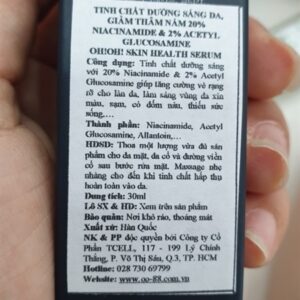 TINH CHẤT DƯỠNG SÁNG DA,
GIẢM THÂM NÁM 20%
NIACINAMIDE & 2% ACETYL
GLUCOSAMINE
OH!OH! SKIN HEALTH SERUM
Công dụng: Tinh chất dưỡng sáng
với 20% Niacinamide & 2% Acetyl
Glucosamine giúp tăng cường vẻ rạng
rỡ cho làn da, làm sáng vùng da xỉn
màu, sạm, có đốm nâu, thiếu sức
sống,....
Thành phần: Niacinamide, Acetyl
Glucosamine, Allantoin,...
HDSD: Thoa một lượng vừa đủ sản
phẩm cho da mặt, da cổ và đường viền
cổ sau bước rửa mặt. Massage nhẹ
nhàng cho đến khi tinh chất hấp thụ
hoàn toàn vào da.
Dung tích: 30ml
Lô SX & HD: Xem trên sản phẩm
Bảo quản: Nơi khô ráo, thoáng mát
Xuất xứ: Hàn Quốc
NK & PP độc quyền bởi Công ty Cổ
Phần TCELL, 117 - 199 Lý Chính
Thắng, P. Võ Thị Sáu, Q.3, TP. HCM
Hotline: 028 730 69799
Website: www.oo-88.com.vn